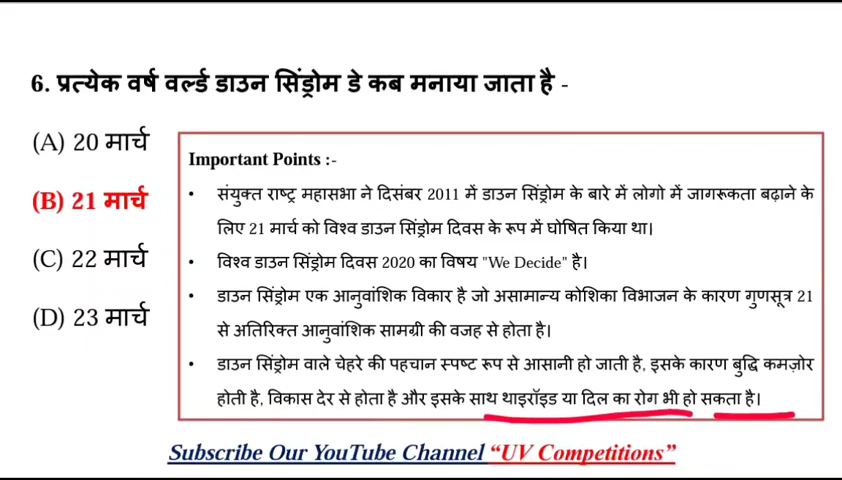 6. प्रत्येक वर्ष वर्ल्ड डाउन सिंड्रोम डे कब मनाया जाता है -
(A) 20 मार्च
(B) 21 मार्च
(C) 22 मार्च
(D) 23 मार्च
Important Points :-
• संयुक्त राष्ट्र महासभा ने दिसंबर 2011 में डाउन सिंड्रोम के बारे में लोगो में जागरूकता बढ़ाने के
लिए 21 मार्च को विश्व डाउन सिंड्रोम दिवस के रूप में घोषित किया था।
• विश्व डाउन सिंड्रोम दिवस 2020 का विषय "We Decide" है।
• डाउन सिंड्रोम एक आनुवांशिक विकार है जो असामान्य कोशिका विभाजन के कारण गुणसूत्र 21
से अतिरिक्त आनुवांशिक सामग्री की वजह से होता है।
• डाउन सिंड्रोम वाले चेहरे की पहचान स्पष्ट रूप से आसानी हो जाती है, इसके कारण बुद्धि कमज़ोर
होती है, विकास देर से होता है और इसके साथ थाइरॉइड या दिल का रोग भी हो सकता है।
Subscribe Our YouTube Channel “UV Competitions”